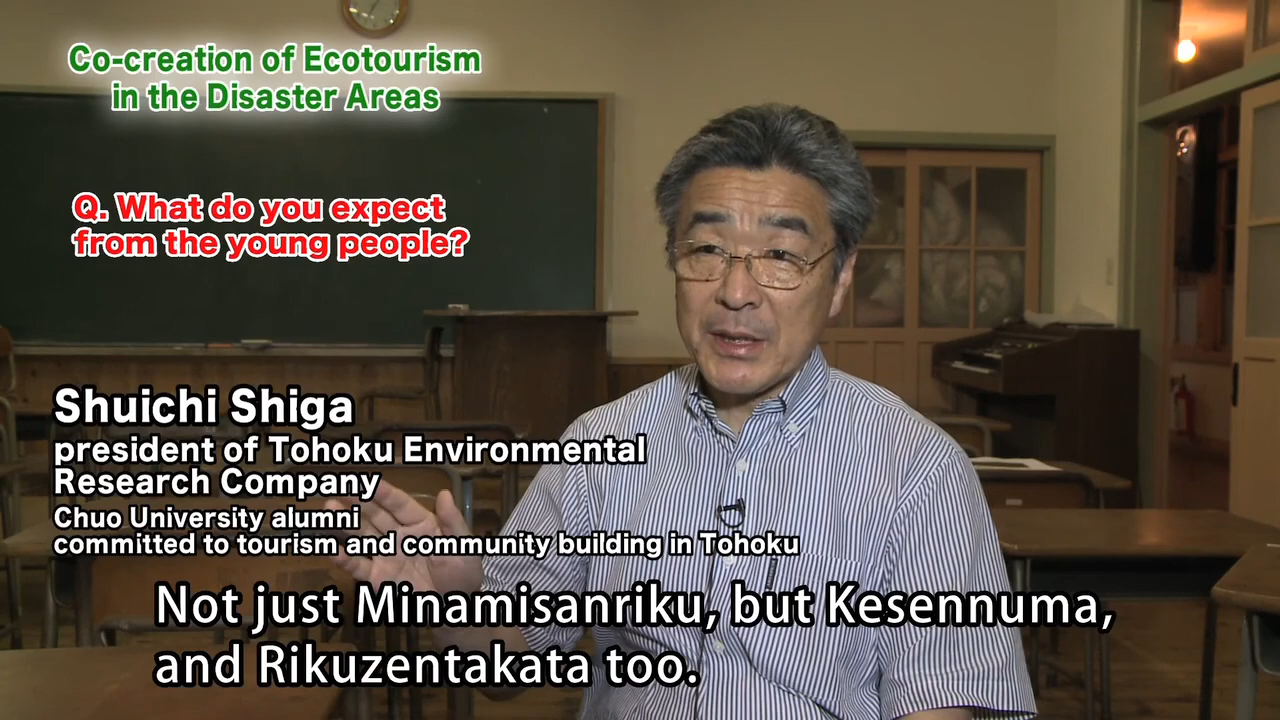 Co-creation of Ecotourism
in the Disaster Areas
Q. What do you expect
from the young people?
Shuichi Shiga
president of Tohoku Environmental
Research Company
Chuo University alumni
committed to tourism and community building in Tohoku
Not just Minamisanriku, but Kesennuma,
and Rikuzentakata too.